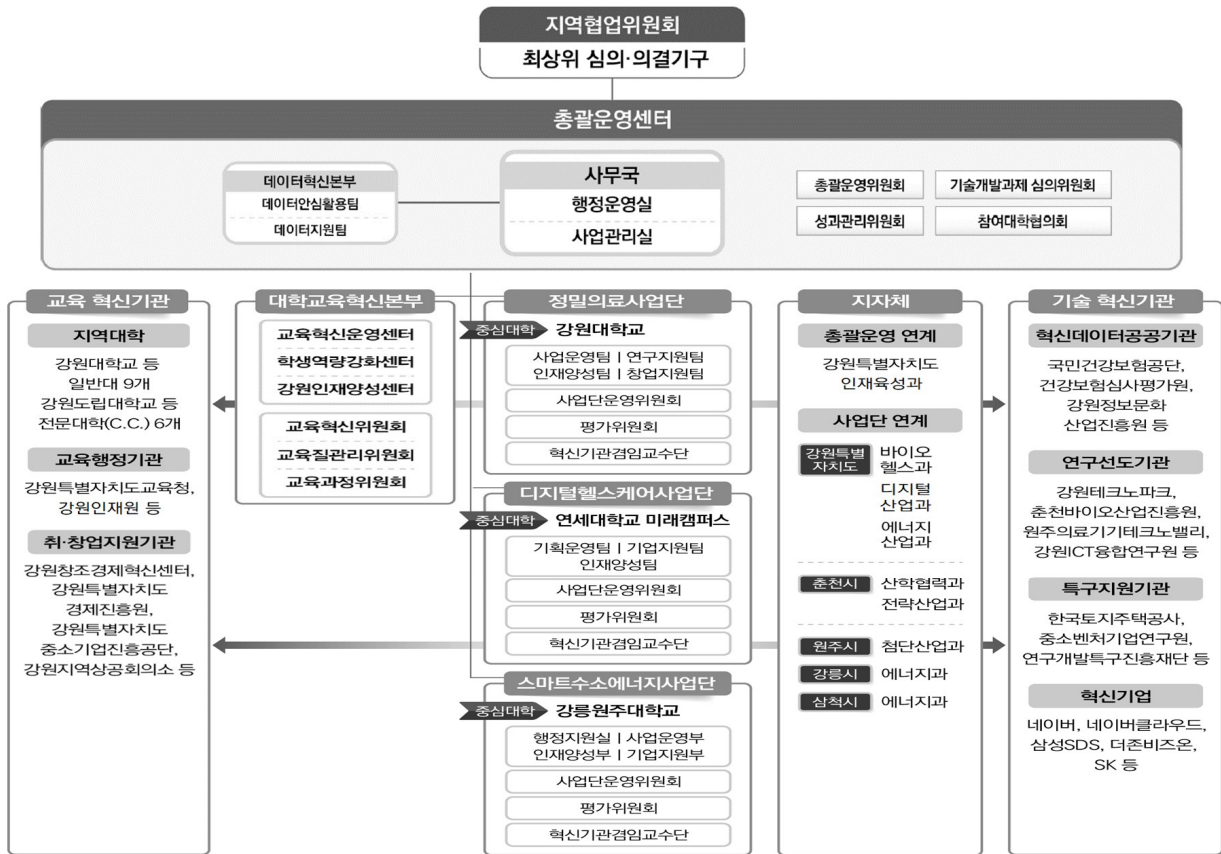 지역협업위원회
최상위 심의·의결기구
총괄운영센터
데이터혁신본부
데이터안심활용팀
데이터지원팀
사무국
행정운영실
사업관리실
총괄운영위원회
기술개발과제 심의위원회
성과관리위원회
참여대학협의회
교육 혁신기관
지역대학
강원대학교 등
일반대 9개
강원도립대학교 등
전문대학(C.C.) 6개
교육행정기관
강원특별자치도교육청,
강원인재원 등
취·창업지원기관
강원창조경제혁신센터,
강원특별자치도
경제진흥원,
강원특별자치도
중소기업진흥공단,
강원지역상공회의소 등
대학교육혁신본부
교육혁신운영센터
학생역량강화센터
강원인재양성센터
교육혁신위원회
교육질관리위원회
교육과정위원회
정밀의료사업단
중심대학 강원대학교
사업운영팀 | 연구지원팀
인재양성팀 | 창업지원팀
사업단운영위원회
평가위원회
혁신기관겸임교수단
디지털헬스케어사업단
중심대학 연세대학교 미래캠퍼스
기획운영팀 | 기업지원팀
인재양성팀
사업단운영위원회
평가위원회
혁신기관겸임교수단
스마트수소에너지사업단
중심대학 강릉원주대학교
행정지원실 | 사업운영부
인재양성부 | 기업지원부
사업단운영위원회
평가위원회
혁신기관겸임교수단
지자체
총괄운영 연계
강원특별자치도
인재육성과
사업단 연계
강원특별
자치도
바이오
헬스과
디지털
산업과
에너지
산업과
춘천시 산학협력과
전략산업과
원주시 첨단산업과
강릉시 에너지과
삼척시 에너지과
기술 혁신기관
혁신데이터공공기관
국민건강보험공단,
건강보험심사평가원,
강원정보문화
산업진흥원 등
연구선도기관
강원테크노파크,
춘천바이오산업진흥원,
원주의료기기테크노밸리,
강원ICT융합연구원 등
특구지원기관
한국토지주택공사,
중소벤처기업연구원,
연구개발특구진흥재단 등
혁신기업
네이버, 네이버클라우드,
삼성SDS, 더존비즈온,
SK 등